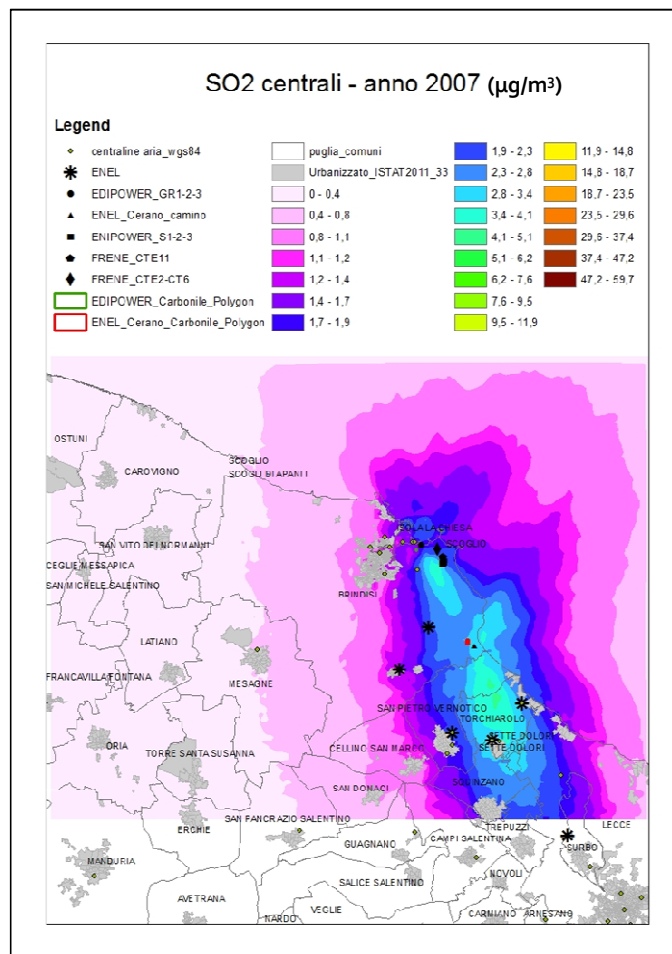 SO2 centrali - anno 2007 (µg/m³)
Legend
centraline aria_wgs84
ENEL
EDIPOWER_GR1-2-3
ENEL_Cerano_camino
ENIPOWER_S1-2-3
FRENE_CTE11
FRENE_CTE2-CT6
EDIPOWER_Carbonile_Polygon
ENEL_Cerano_Carbonile_Polygon
puglia_comuni
Urbanizzato_ISTAT2011_33
0 - 0,4
0,4 - 0,8
0,8 - 1,1
1,1 - 1,2
1,2 - 1,4
1,4 - 1,7
1,7 - 1,9
1,9 - 2,3
2,3 - 2,8
2,8 - 3,4
3,4 - 4,1
4,1 - 5,1
5,1 - 6,2
6,2 - 7,6
7,6 - 9,5
9,5 - 11,9
11,9 - 14,8
14,8 - 18,7
18,7 - 23,5
23,5 - 29,6
29,6 - 37,4
37,4 - 47,2
47,2 - 59,7
OSTUNI
CAROVIGNO
SCOGLIO
SCOGLI DI APANI
SAN VITO DEI NORMANNI
CEGLIE MESSAPICA
SAN MICHELE SALENTINO
SCOGLIO
BRINDISI
LATIANO
FRANCAVILLA FONTANA
MESAGNE
SAN PIETRO VERNOTICO
TORCHIAROLO
SETTE DOLORI
SETTE DOLORI
ORIA
TORRE SANTA SUSANNA
CELLINO SAN MARCO
SAN DONACI
SQUINZANO
ERCHIE
SAN PANCRAZIO SALENTINO
TREPUZZI
LECCE
GUAGNANO
CAMPI SALENTINA
SURBO
MANDURIA
SALICE SALENTINO
NOVOLI
AVETRANA
VEGLIE
NARDO
CARMIANO
ARNESANO